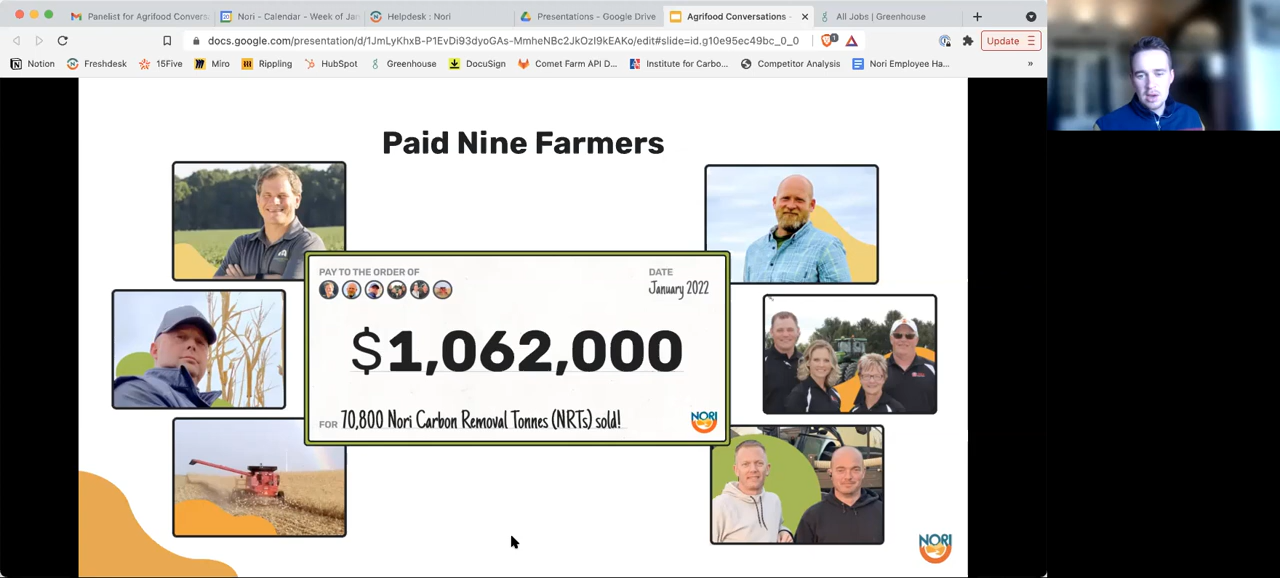 Panelist for Agrifood Convers
Nori - Calendar - Week of Jan
Helpdesk : Nori
Presentations - Google Drive
Agrifood Conversations -
All Jobs | Greenhouse
docs.google.com/presentation/d/1JmLyKhxB-P1EvDi93dyoGAs-MmheNBc2JkOzI9kEAKo/edit#slide=id.g10e95ec49bc_0_0
1
Update
Notion
Freshdesk
15Five
Miro
Rippling
HubSpot
Greenhouse
DocuSign
Comet Farm API D...
Institute for Carbo...
Competitor Analysis
Nori Employee Ha...
»
Paid Nine Farmers
PAY TO THE ORDER OF
DATE
January 2022
$1,062,000
FOR 70,800 Nori Carbon Removal Tonnes (NRTs) sold!
NORI
NORI